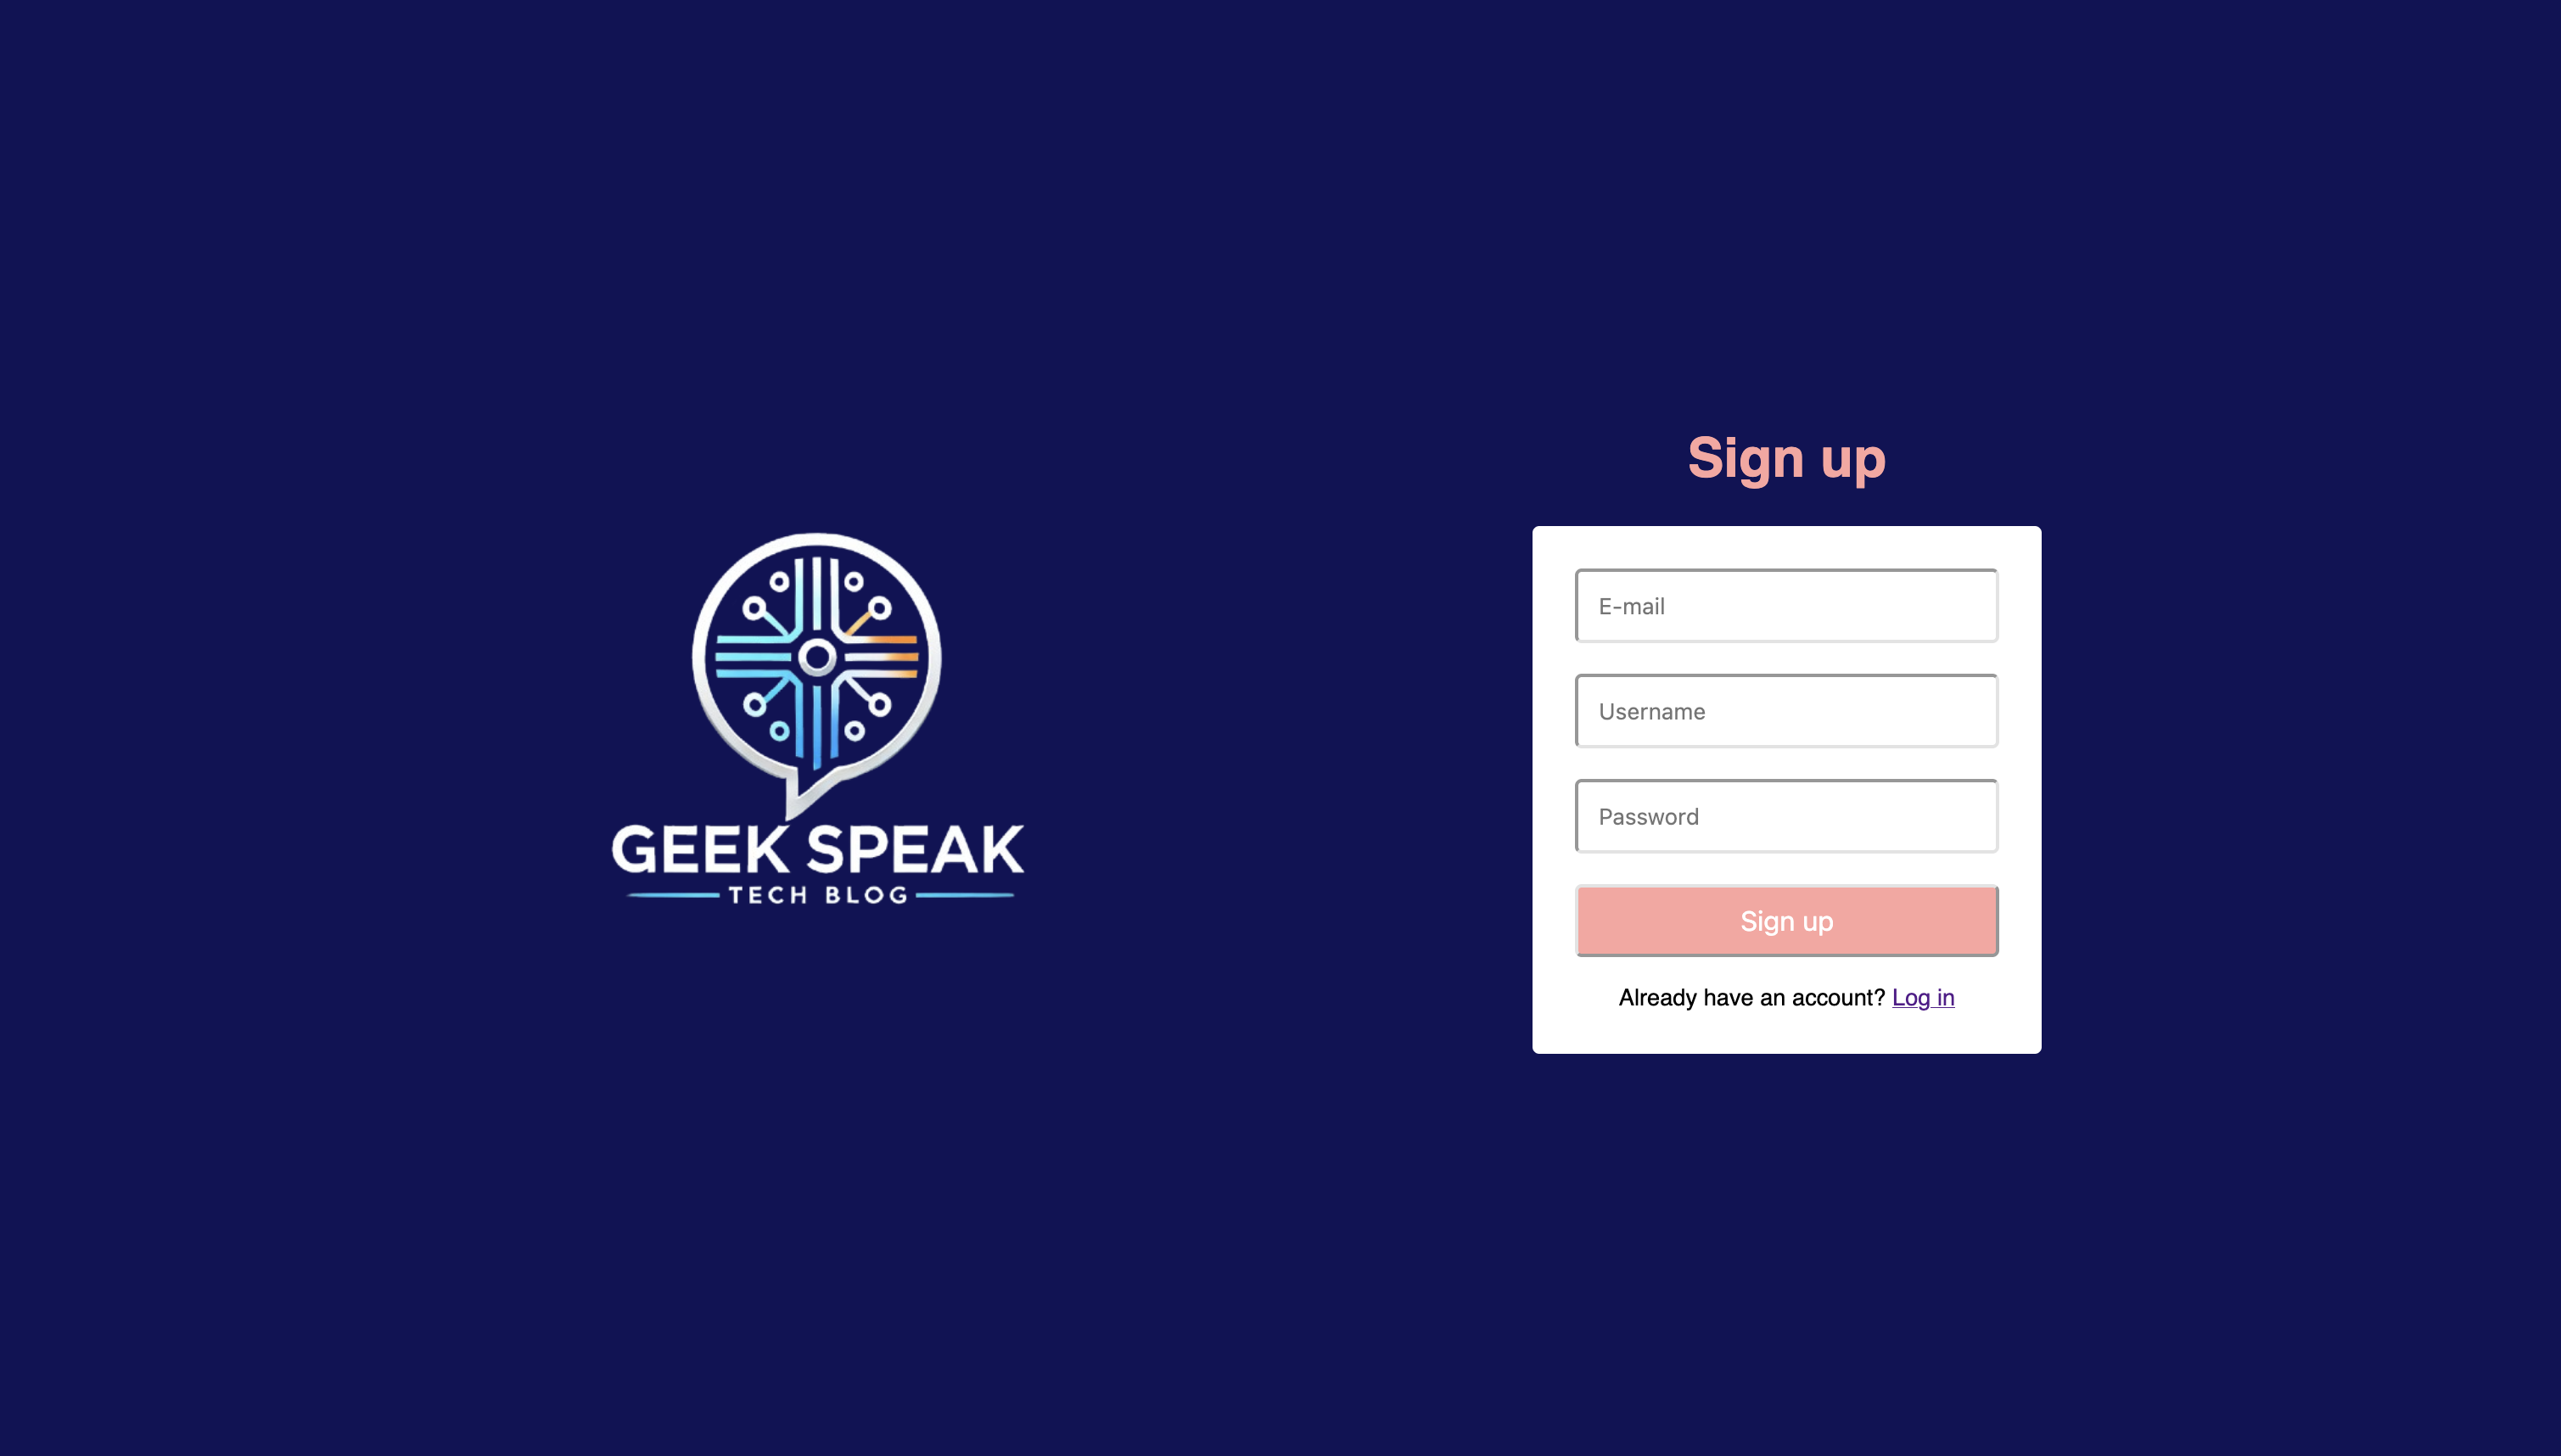 GEEK SPEAK
TECH BLOG
Sign up
E-mail
Username
Password
Sign up
Already have an account? Log in